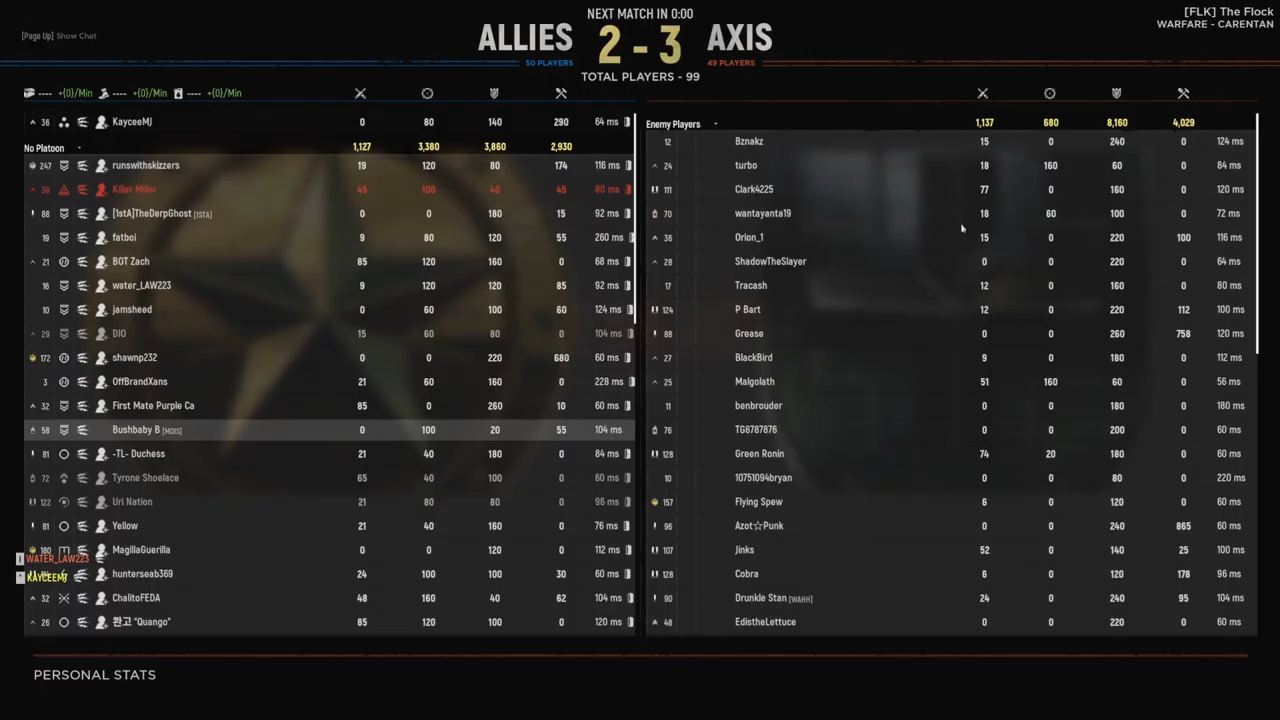 [Page Up] Show Chat
NEXT MATCH IN 0:00
ALLIES 2 - 3 AXIS
50 PLAYERS 49 PLAYERS
TOTAL PLAYERS - 99
[FLK] The Flock
WARFARE - CARENTAN
---- +{0}/Min ---- +{0}/Min ---- +{0}/Min
36 KayceeMJ 0 80 140 290 64 ms
No Platoon 1,127 3,380 3,860 2,930
247 runswithskizzers 19 120 80 174 116 ms
38 Killer Miller 45 100 40 45 80 ms
88 [1stA]TheDerpGhost [1STA] 0 0 180 15 92 ms
19 fatboi 9 80 120 55 260 ms
21 BOT Zach 85 120 160 0 68 ms
16 water_LAW223 9 120 120 85 92 ms
10 jamsheed 0 60 100 60 124 ms
29 DIO 15 60 80 0 104 ms
172 shawnp232 0 0 220 680 60 ms
3 OffBrandXans 21 60 160 0 228 ms
32 First Mate Purple Ca 85 0 260 10 60 ms
58 Bushbaby B [MOIS] 0 100 20 55 104 ms
81 -TL- Duchess 21 40 180 0 84 ms
72 Tyrone Shoelace 65 40 100 0 60 ms
122 Uri Nation 21 80 80 0 96 ms
81 Yellow 21 40 160 0 76 ms
180 MagillaGuerilla 0 0 120 0 112 ms
WATER_LAW223
hunterseab369 24 100 100 30 60 ms
KAYCEEMJ
32 ChalitoFEDA 48 160 40 62 104 ms
26 판고 "Quango" 85 120 100 0 120 ms
Enemy Players 1,137 680 8,160 4,029
12 Bznakz 15 0 240 0 124 ms
24 turbo 18 160 60 0 84 ms
111 Clark4225 77 0 160 0 120 ms
70 wantayanta19 18 60 100 0 72 ms
36 Orion_1 15 0 220 100 116 ms
28 ShadowTheSlayer 0 0 220 0 64 ms
17 Tracash 12 0 160 0 80 ms
124 P Bart 12 0 220 112 100 ms
88 Grease 0 0 260 758 120 ms
27 BlackBird 9 0 180 0 112 ms
25 Malgolath 51 160 60 0 56 ms
11 benbrouder 0 0 180 0 180 ms
76 TG8787876 0 0 200 0 60 ms
128 Green Ronin 74 20 180 0 60 ms
10 10751094bryan 0 0 80 0 220 ms
157 Flying Spew 6 0 120 0 60 ms
96 Azot☆Punk 0 0 240 865 60 ms
107 Jinks 52 0 140 25 100 ms
128 Cobra 6 0 120 178 96 ms
90 Drunkle Stan [WAHH] 24 0 240 95 104 ms
48 EdistheLettuce 0 0 220 0 60 ms
PERSONAL STATS